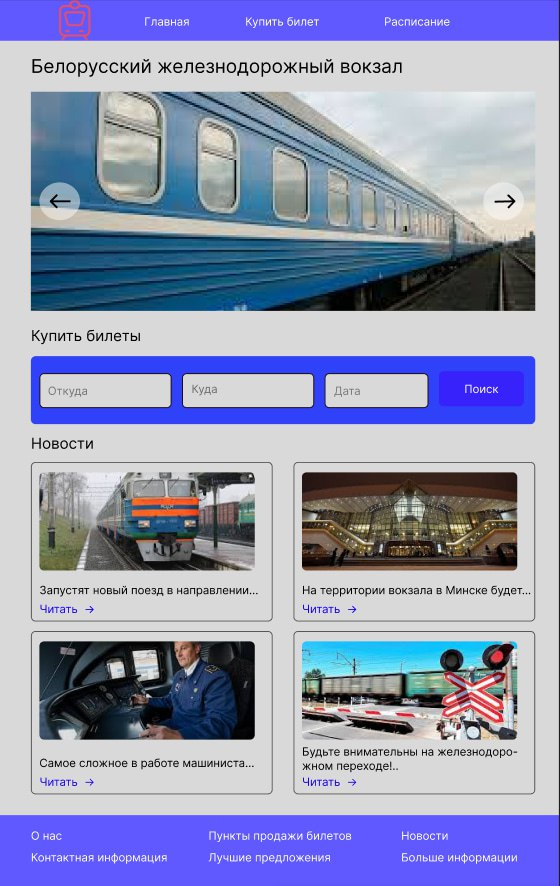 Главная Купить билет Расписание
Белорусский железнодорожный вокзал
Купить билеты
Откуда Куда Дата Поиск
Новости
Запустят новый поезд в направлении...
Читать →
На территории вокзала в Минске будет...
Читать →
Самое сложное в работе машиниста...
Читать →
Будьте внимательны на железнодоро-
жном переходе!..
Читать →
О нас Пункты продажи билетов Новости
Контактная информация Лучшие предложения Больше информации